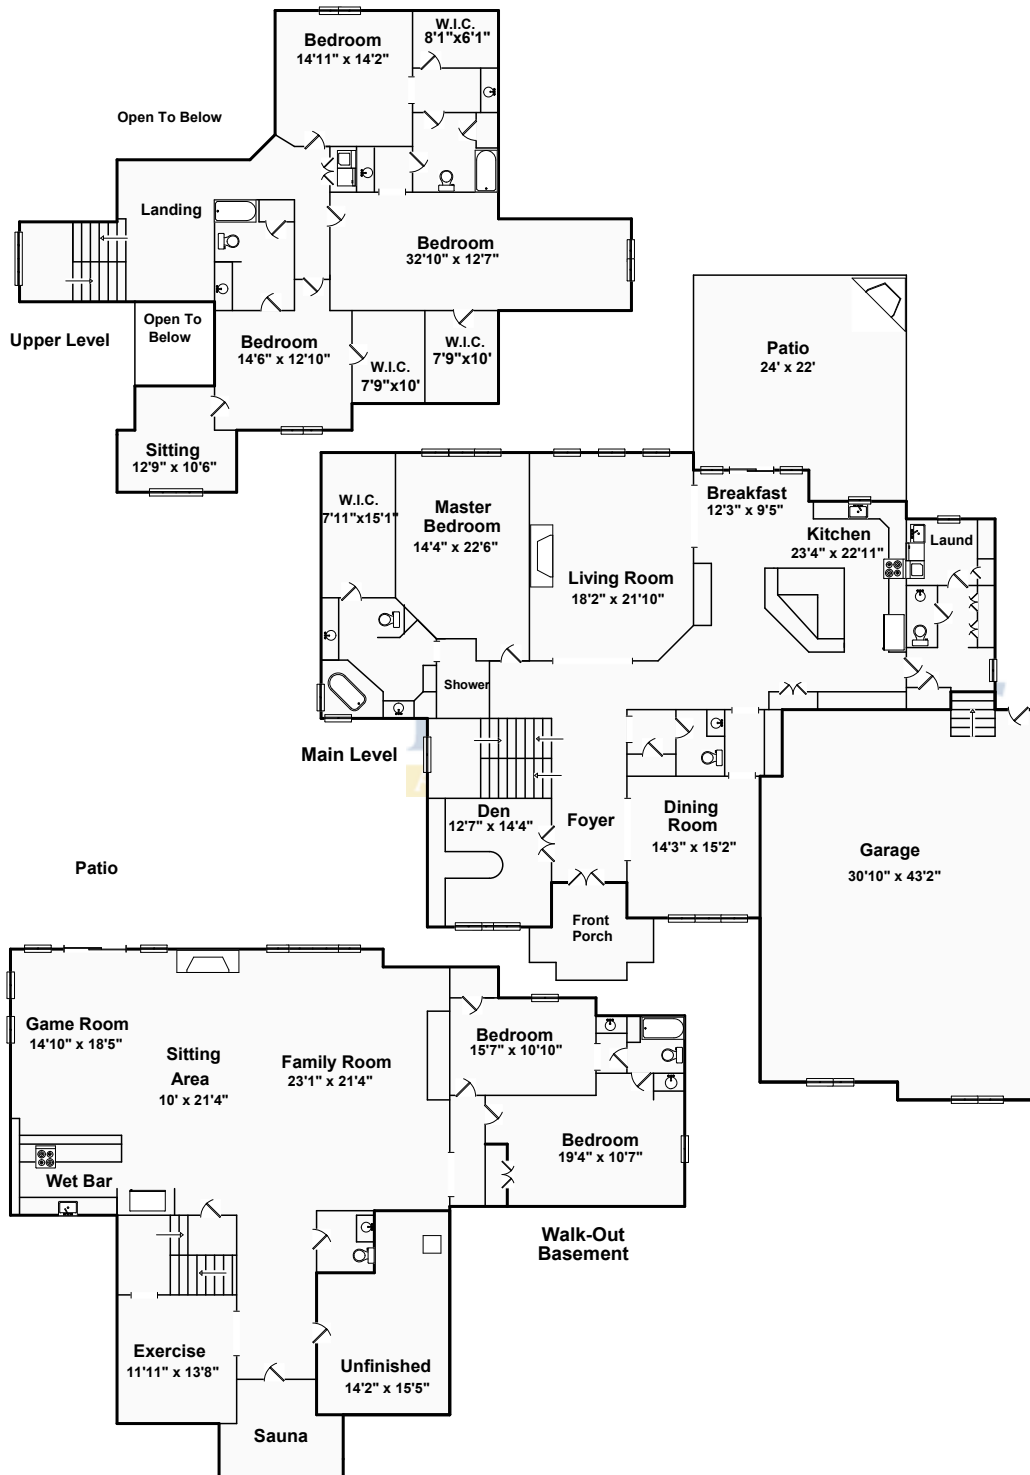 W.I.C.
8'1"x6'1"
Bedroom
14'11" x 14'2"
Open To Below
Landing
Bedroom
32'10" x 12'7"
Open To
Below
Upper Level
Bedroom
14'6" x 12'10"
W.I.C.
7'9"x10'
W.I.C.
7'9"x10'
Sitting
12'9" x 10'6"
Patio
24' x 22'
W.I.C.
7'11"x15'1"
Master
Bedroom
14'4" x 22'6"
Breakfast
12'3" x 9'5"
Kitchen
23'4" x 22'11"
Laund
Living Room
18'2" x 21'10"
Shower
Main Level
Den
12'7" x 14'4"
Foyer
Dining
Room
14'3" x 15'2"
Garage
30'10" x 43'2"
Front
Porch
Patio
Game Room
14'10" x 18'5"
Sitting
Area
10' x 21'4"
Family Room
23'1" x 21'4"
Bedroom
15'7" x 10'10"
Bedroom
19'4" x 10'7"
Wet Bar
Walk-Out
Basement
Exercise
11'11" x 13'8"
Unfinished
14'2" x 15'5"
Sauna